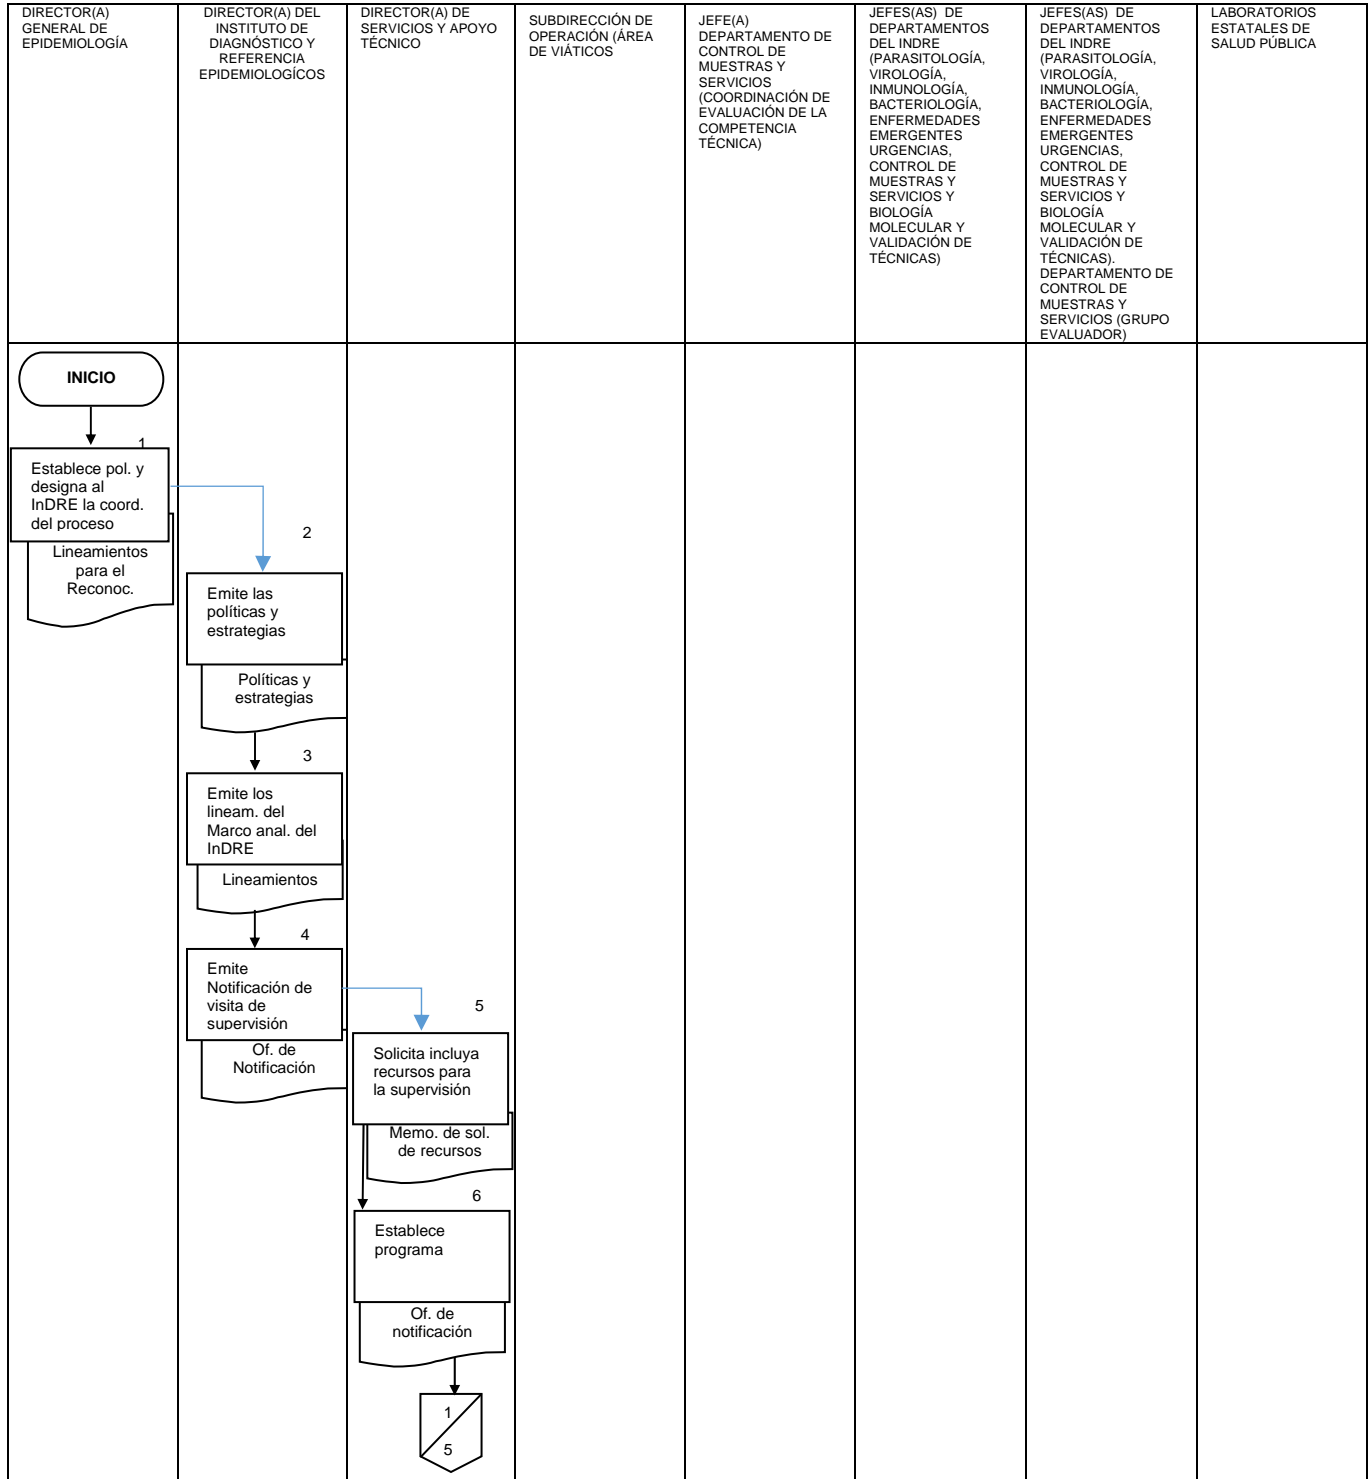 DIRECTOR(A)
GENERAL DE
EPIDEMIOLOGÍA
DIRECTOR(A) DEL
INSTITUTO DE
DIAGNÓSTICO Y
REFERENCIA
EPIDEMIOLOGÍCOS
DIRECTOR(A) DE
SERVICIOS Y APOYO
TÉCNICO
SUBDIRECCIÓN DE
OPERACIÓN (ÁREA
DE VIÁTICOS
JEFE(A)
DEPARTAMENTO DE
CONTROL DE
MUESTRAS Y
SERVICIOS
(COORDINACIÓN DE
EVALUACIÓN DE LA
COMPETENCIA
TÉCNICA)
JEFES(AS) DE
DEPARTAMENTOS
DEL INDRE
(PARASITOLOGÍA,
VIROLOGÍA,
INMUNOLOGÍA,
BACTERIOLOGÍA,
ENFERMEDADES
EMERGENTES
URGENCIAS,
CONTROL DE
MUESTRAS Y
SERVICIOS Y
BIOLOGÍA
MOLECULAR Y
VALIDACIÓN DE
TÉCNICAS)
JEFES(AS) DE
DEPARTAMENTOS
DEL INDRE
(PARASITOLOGÍA,
VIROLOGÍA,
INMUNOLOGÍA,
BACTERIOLOGÍA,
ENFERMEDADES
EMERGENTES
URGENCIAS,
CONTROL DE
MUESTRAS Y
SERVICIOS Y
BIOLOGÍA
MOLECULAR Y
VALIDACIÓN DE
TÉCNICAS).
DEPARTAMENTO DE
CONTROL DE
MUESTRAS Y
SERVICIOS (GRUPO
EVALUADOR)
LABORATORIOS
ESTATALES DE
SALUD PÚBLICA
INICIO
1
Establece pol. y
designa al
InDRE la coord.
del proceso
Lineamientos
para el
Reconoc.
2
Emite las
políticas y
estrategias
Políticas y
estrategias
3
Emite los
lineam. del
Marco anal. del
InDRE
Lineamientos
4
Emite
Notificación de
visita de
supervisión
Of. de
Notificación
5
Solicita incluya
recursos para
la supervisión
Memo. de sol.
de recursos
6
Establece
programa
Of. de
notificación
1
5